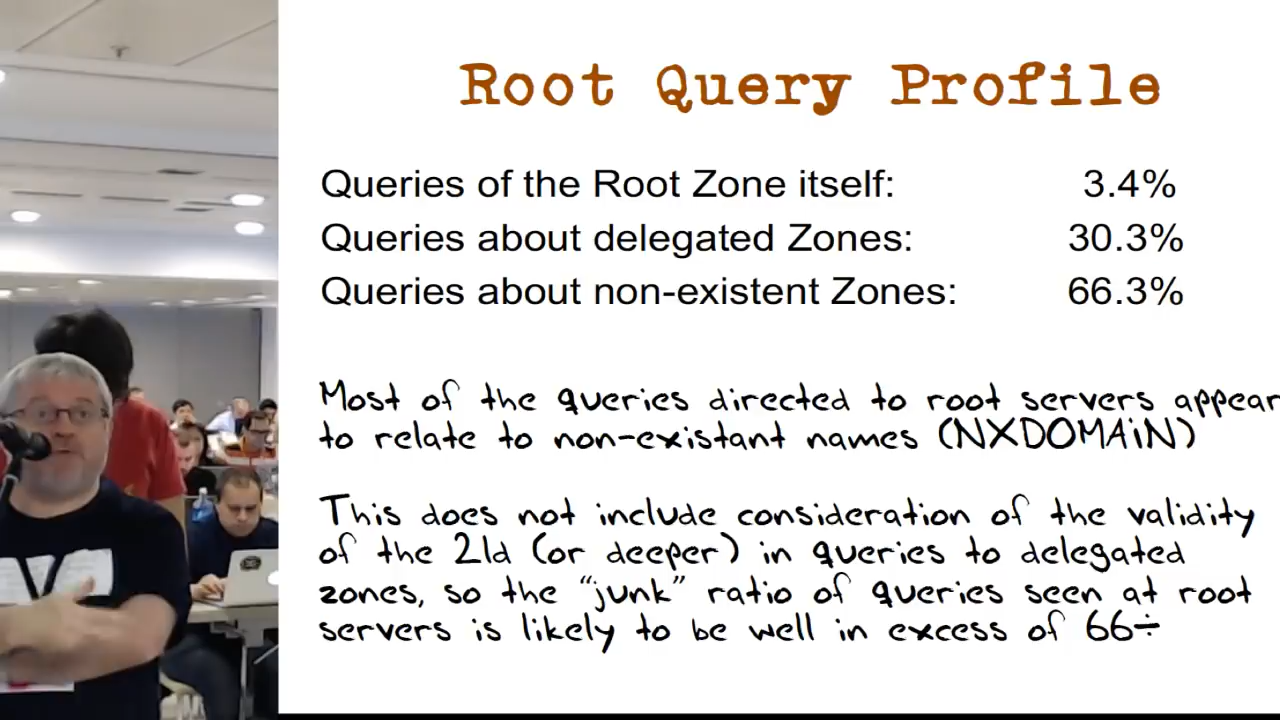 Root Query Profile
Queries of the Root Zone itself: 3.4%
Queries about delegated Zones: 30.3%
Queries about non-existent Zones: 66.3%
Most of the queries directed to root servers appear
to relate to non-existant names (NXDOMAiN)
This does not include consideration of the validity
of the 2ld (or deeper) in queries to delegated
zones, so the “junk” ratio of queries seen at root
servers is likely to be well in excess of 66÷